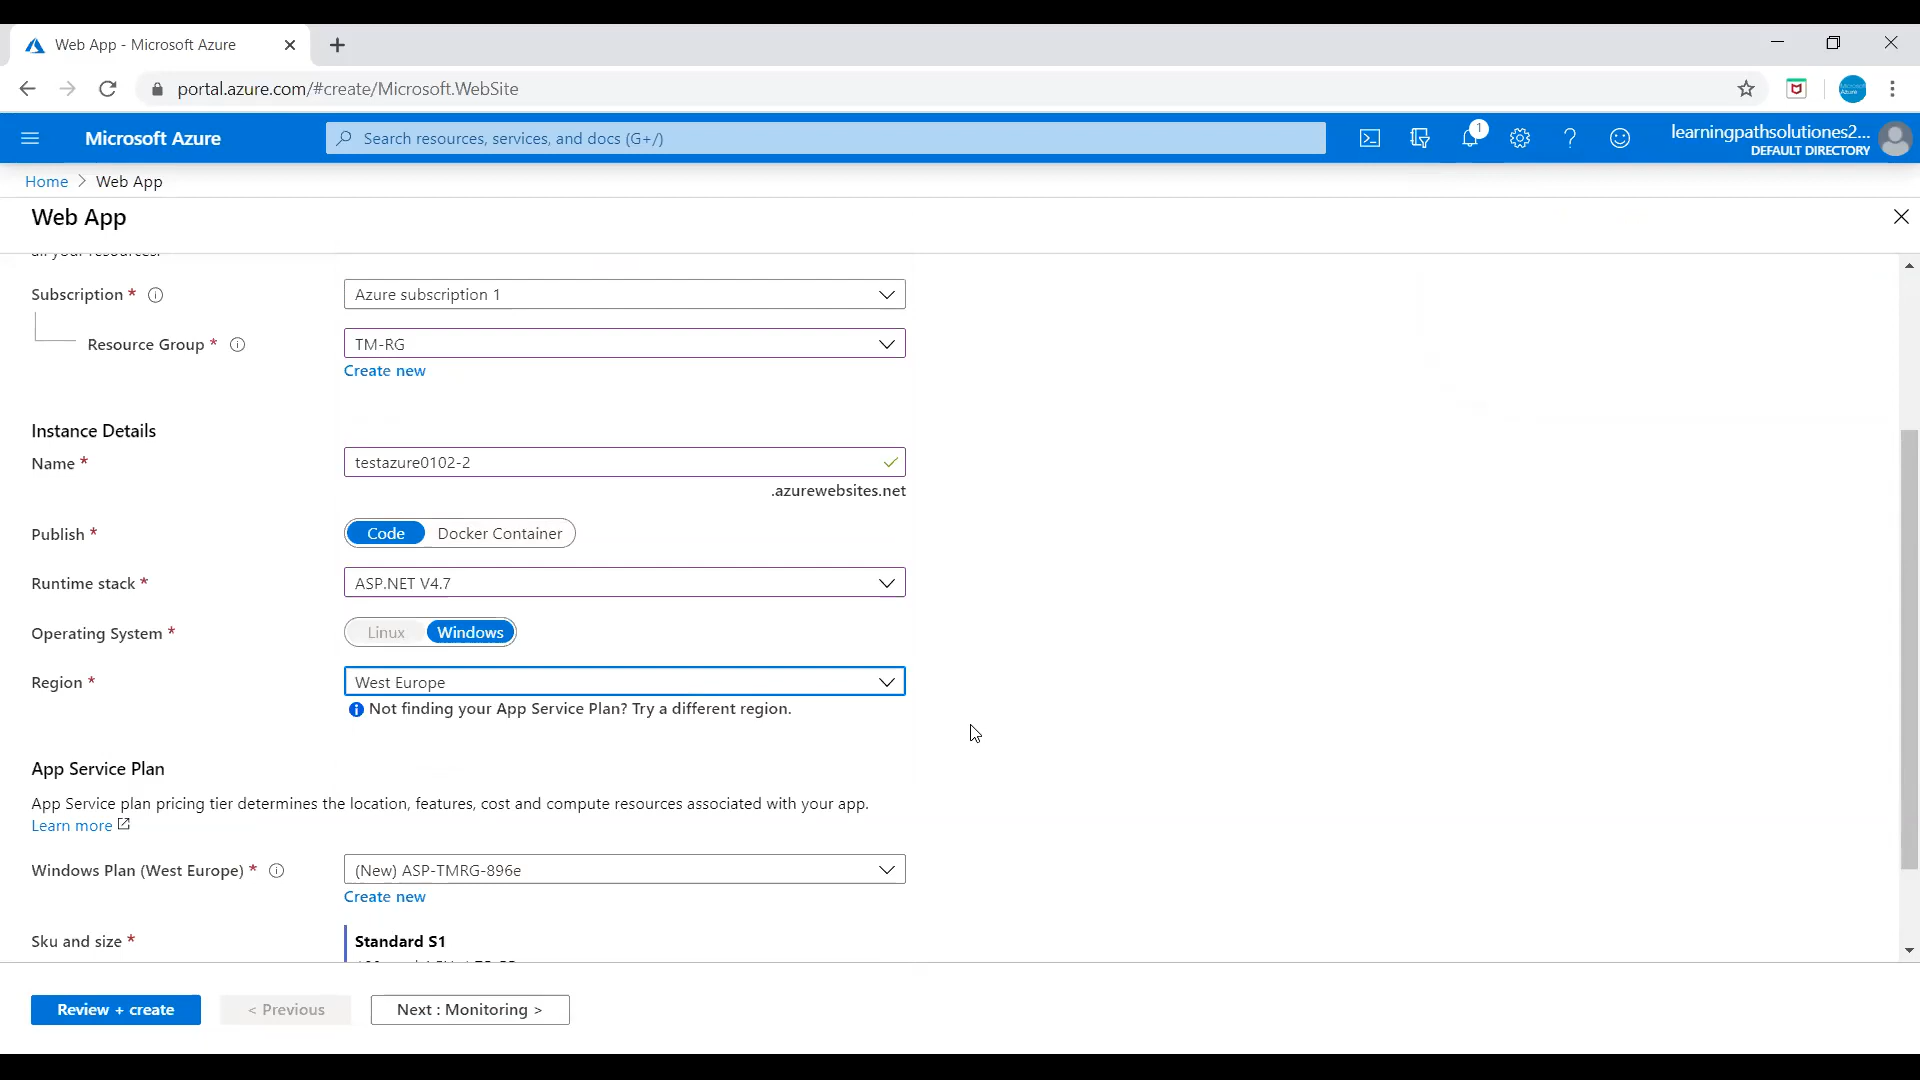 Web App - Microsoft Azure
portal.azure.com/#create/Microsoft.WebSite
Microsoft Azure
Search resources, services, and docs (G+/)
1
learningpathsolutiones2...
DEFAULT DIRECTORY
Home > Web App
Web App
all your resources.
Subscription *
Azure subscription 1
Resource Group *
TM-RG
Create new
Instance Details
Name *
testazure0102-2
.azurewebsites.net
Publish *
Code Docker Container
Runtime stack *
ASP.NET V4.7
Operating System *
Linux Windows
Region *
West Europe
Not finding your App Service Plan? Try a different region.
App Service Plan
App Service plan pricing tier determines the location, features, cost and compute resources associated with your app.
Learn more
Windows Plan (West Europe) *
(New) ASP-TMRG-896e
Create new
Sku and size *
Standard S1
Review + create
< Previous
Next : Monitoring >